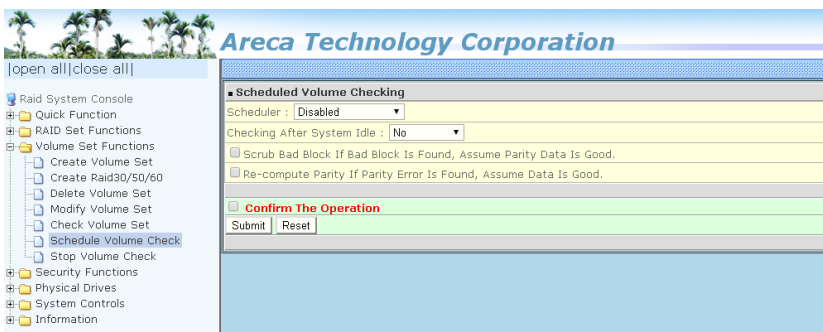 Areca Technology Corporation
|open all|close all|
Raid System Console
Quick Function
RAID Set Functions
Volume Set Functions
Create Volume Set
Create Raid30/50/60
Delete Volume Set
Modify Volume Set
Check Volume Set
Schedule Volume Check
Stop Volume Check
Security Functions
Physical Drives
System Controls
Information
Scheduled Volume Checking
Scheduler : Disabled
Checking After System Idle : No
Scrub Bad Block If Bad Block Is Found, Assume Parity Data Is Good.
Re-compute Parity If Parity Error Is Found, Assume Data Is Good.
Confirm The Operation
Submit Reset